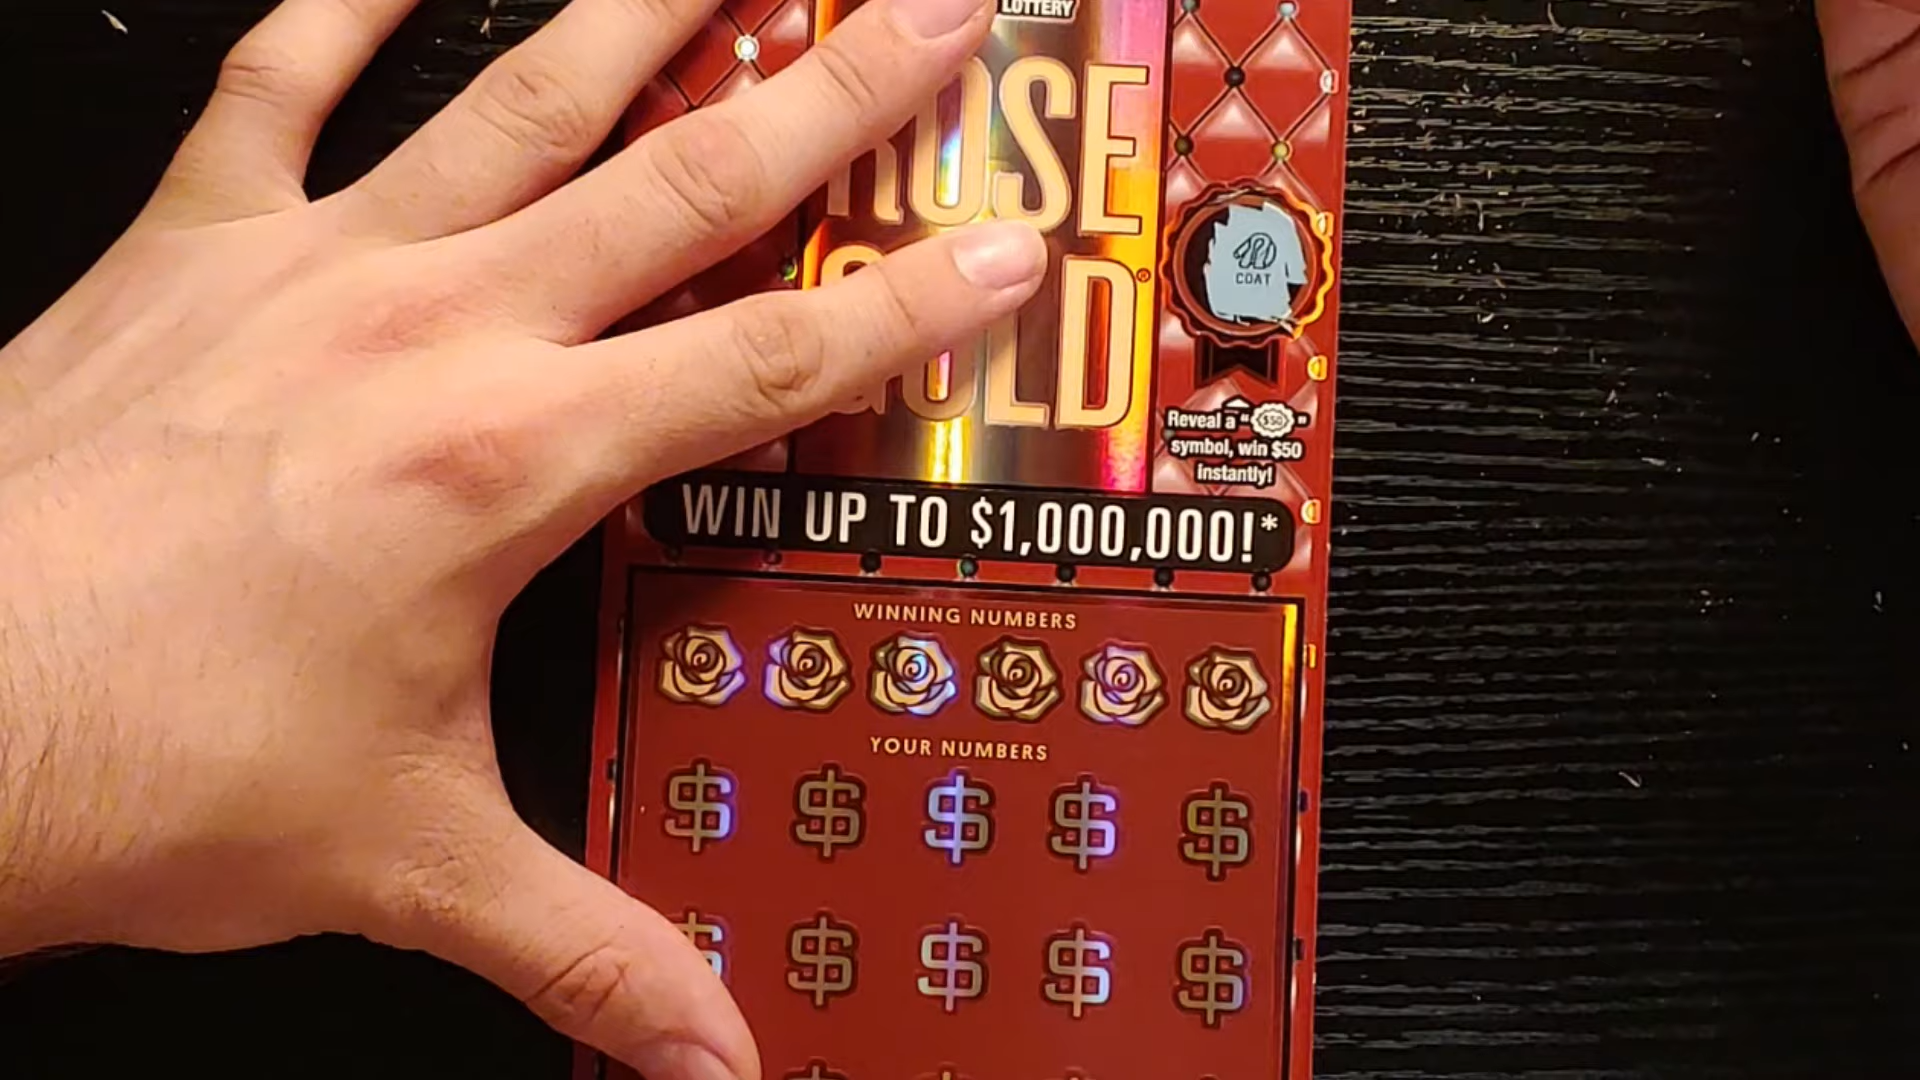 LOTTERY
ROSE
GOLD®
COAT
Reveal a "$50"
symbol, win $50
instantly!
WIN UP TO $1,000,000!*
WINNING NUMBERS
YOUR NUMBERS
$ $ $ $ $
$ $ $ $ $